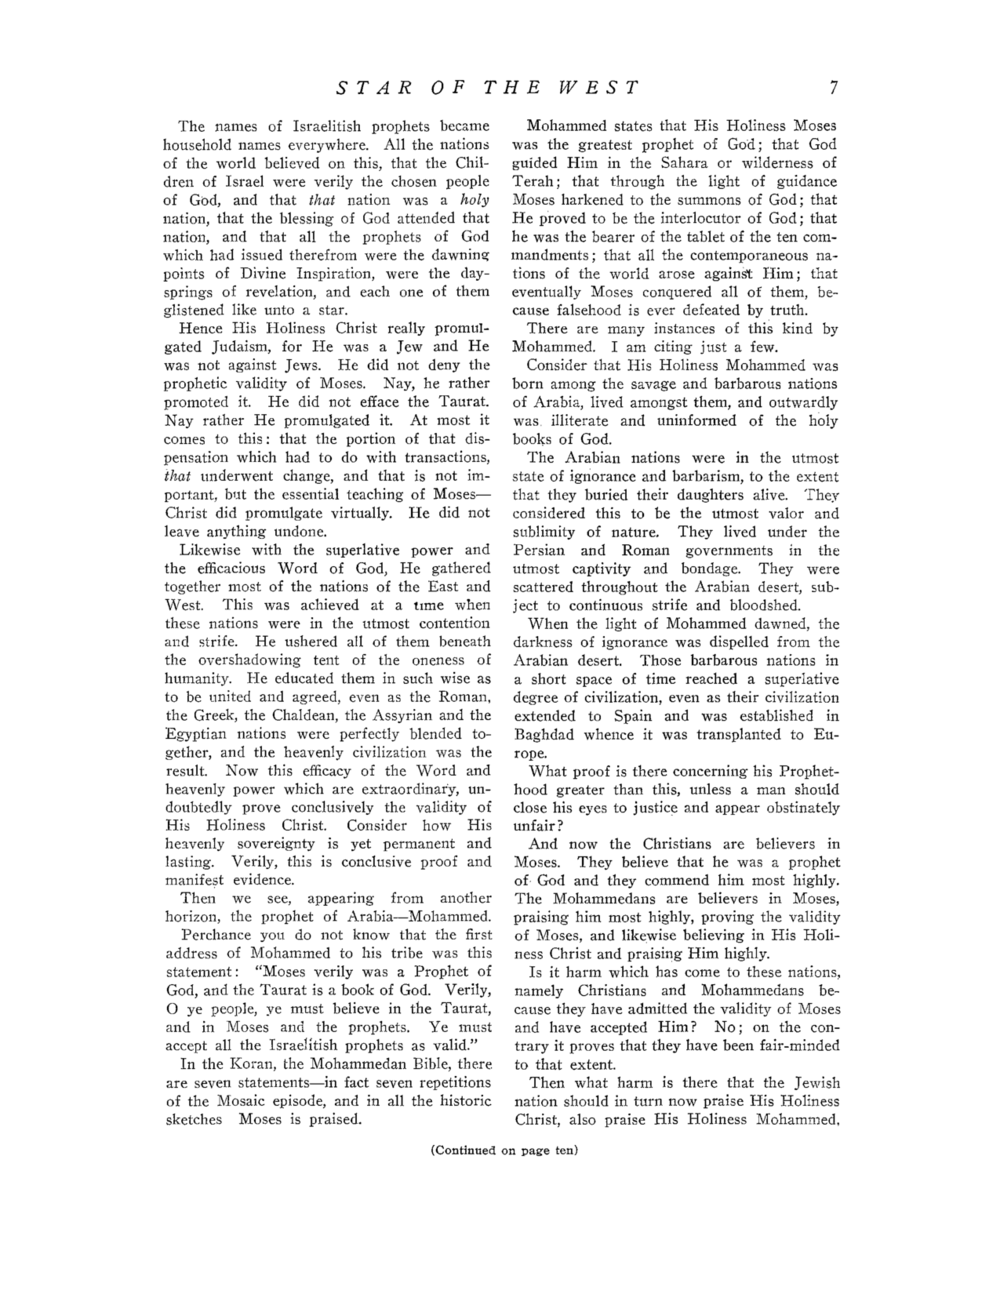 STAR OF THE WEST 7
The names of Israelitish prophets became
household names everywhere. All the nations
of the world believed on this, that the Chil-
dren of Israel were verily the chosen people
of God, and that that nation was a holy
nation, that the blessing of God attended that
nation, and that all the prophets of God
which had issued therefrom were the dawning
points of Divine Inspiration, were the day-
springs of revelation, and each one of them
glistened like unto a star.
Hence His Holiness Christ really promul-
gated Judaism, for He was a Jew and He
was not against Jews. He did not deny the
prophetic validity of Moses. Nay, he rather
promoted it. He did not efface the Taurat.
Nay rather He promulgated it. At most it
comes to this: that the portion of that dis-
pensation which had to do with transactions,
that underwent change, and that is not im-
portant, but the essential teaching of Moses—
Christ did promulgate virtually. He did not
leave anything undone.
Likewise with the superlative power and
the efficacious Word of God, He gathered
together most of the nations of the East and
West. This was achieved at a time when
these nations were in the utmost contention
and strife. He ushered all of them beneath
the overshadowing tent of the oneness of
humanity. He educated them in such wise as
to be united and agreed, even as the Roman,
the Greek, the Chaldean, the Assyrian and the
Egyptian nations were perfectly blended to-
gether, and the heavenly civilization was the
result. Now this efficacy of the Word and
heavenly power which are extraordinary, un-
doubtedly prove conclusively the validity of
His Holiness Christ. Consider how His
heavenly sovereignty is yet permanent and
lasting. Verily, this is conclusive proof and
manifest evidence.
Then we see, appearing from another
horizon, the prophet of Arabia—Mohammed.
Perchance you do not know that the first
address of Mohammed to his tribe was this
statement: "Moses verily was a Prophet of
God, and the Taurat is a book of God. Verily,
O ye people, ye must believe in the Taurat,
and in Moses and the prophets. Ye must
accept all the Israelitish prophets as valid."
In the Koran, the Mohammedan Bible, there
are seven statements—in fact seven repetitions
of the Mosaic episode, and in all the historic
sketches Moses is praised.
Mohammed states that His Holiness Moses
was the greatest prophet of God; that God
guided Him in the Sahara or wilderness of
Terah; that through the light of guidance
Moses harkened to the summons of God; that
He proved to be the interlocutor of God; that
he was the bearer of the tablet of the ten com-
mandments; that all the contemporaneous na-
tions of the world arose against Him; that
eventually Moses conquered all of them, be-
cause falsehood is ever defeated by truth.
There are many instances of this kind by
Mohammed. I am citing just a few.
Consider that His Holiness Mohammed was
born among the savage and barbarous nations
of Arabia, lived amongst them, and outwardly
was illiterate and uninformed of the holy
books of God.
The Arabian nations were in the utmost
state of ignorance and barbarism, to the extent
that they buried their daughters alive. They
considered this to be the utmost valor and
sublimity of nature. They lived under the
Persian and Roman governments in the
utmost captivity and bondage. They were
scattered throughout the Arabian desert, sub-
ject to continuous strife and bloodshed.
When the light of Mohammed dawned, the
darkness of ignorance was dispelled from the
Arabian desert. Those barbarous nations in
a short space of time reached a superlative
degree of civilization, even as their civilization
extended to Spain and was established in
Baghdad whence it was transplanted to Eu-
rope.
What proof is there concerning his Prophet-
hood greater than this, unless a man should
close his eyes to justice and appear obstinately
unfair?
And now the Christians are believers in
Moses. They believe that he was a prophet
of God and they commend him most highly.
The Mohammedans are believers in Moses,
praising him most highly, proving the validity
of Moses, and likewise believing in His Holi-
ness Christ and praising Him highly.
Is it harm which has come to these nations,
namely Christians and Mohammedans be-
cause they have admitted the validity of Moses
and have accepted Him? No; on the con-
trary it proves that they have been fair-minded
to that extent.
Then what harm is there that the Jewish
nation should in turn now praise His Holiness
Christ, also praise His Holiness Mohammed,
(Continued on page ten)